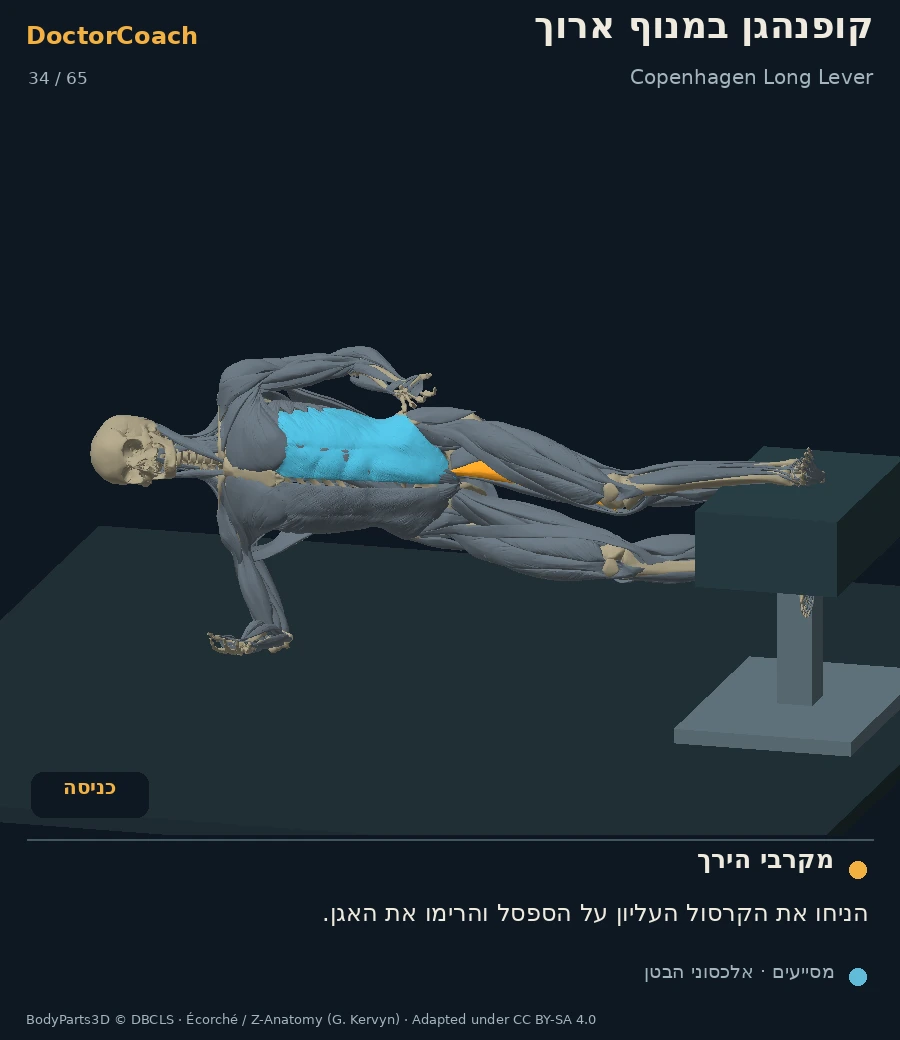 DoctorCoach
קופנהגן במנוף ארוך
34 / 65
Copenhagen Long Lever
כניסה
מקרבי הירך
הניחו את הקרסול העליון על הספסל והרימו את האגן.
מסייעים · אלכסוני הבטן
BodyParts3D © DBCLS · Écorché / Z-Anatomy (G. Kervyn) · Adapted under CC BY-SA 4.0